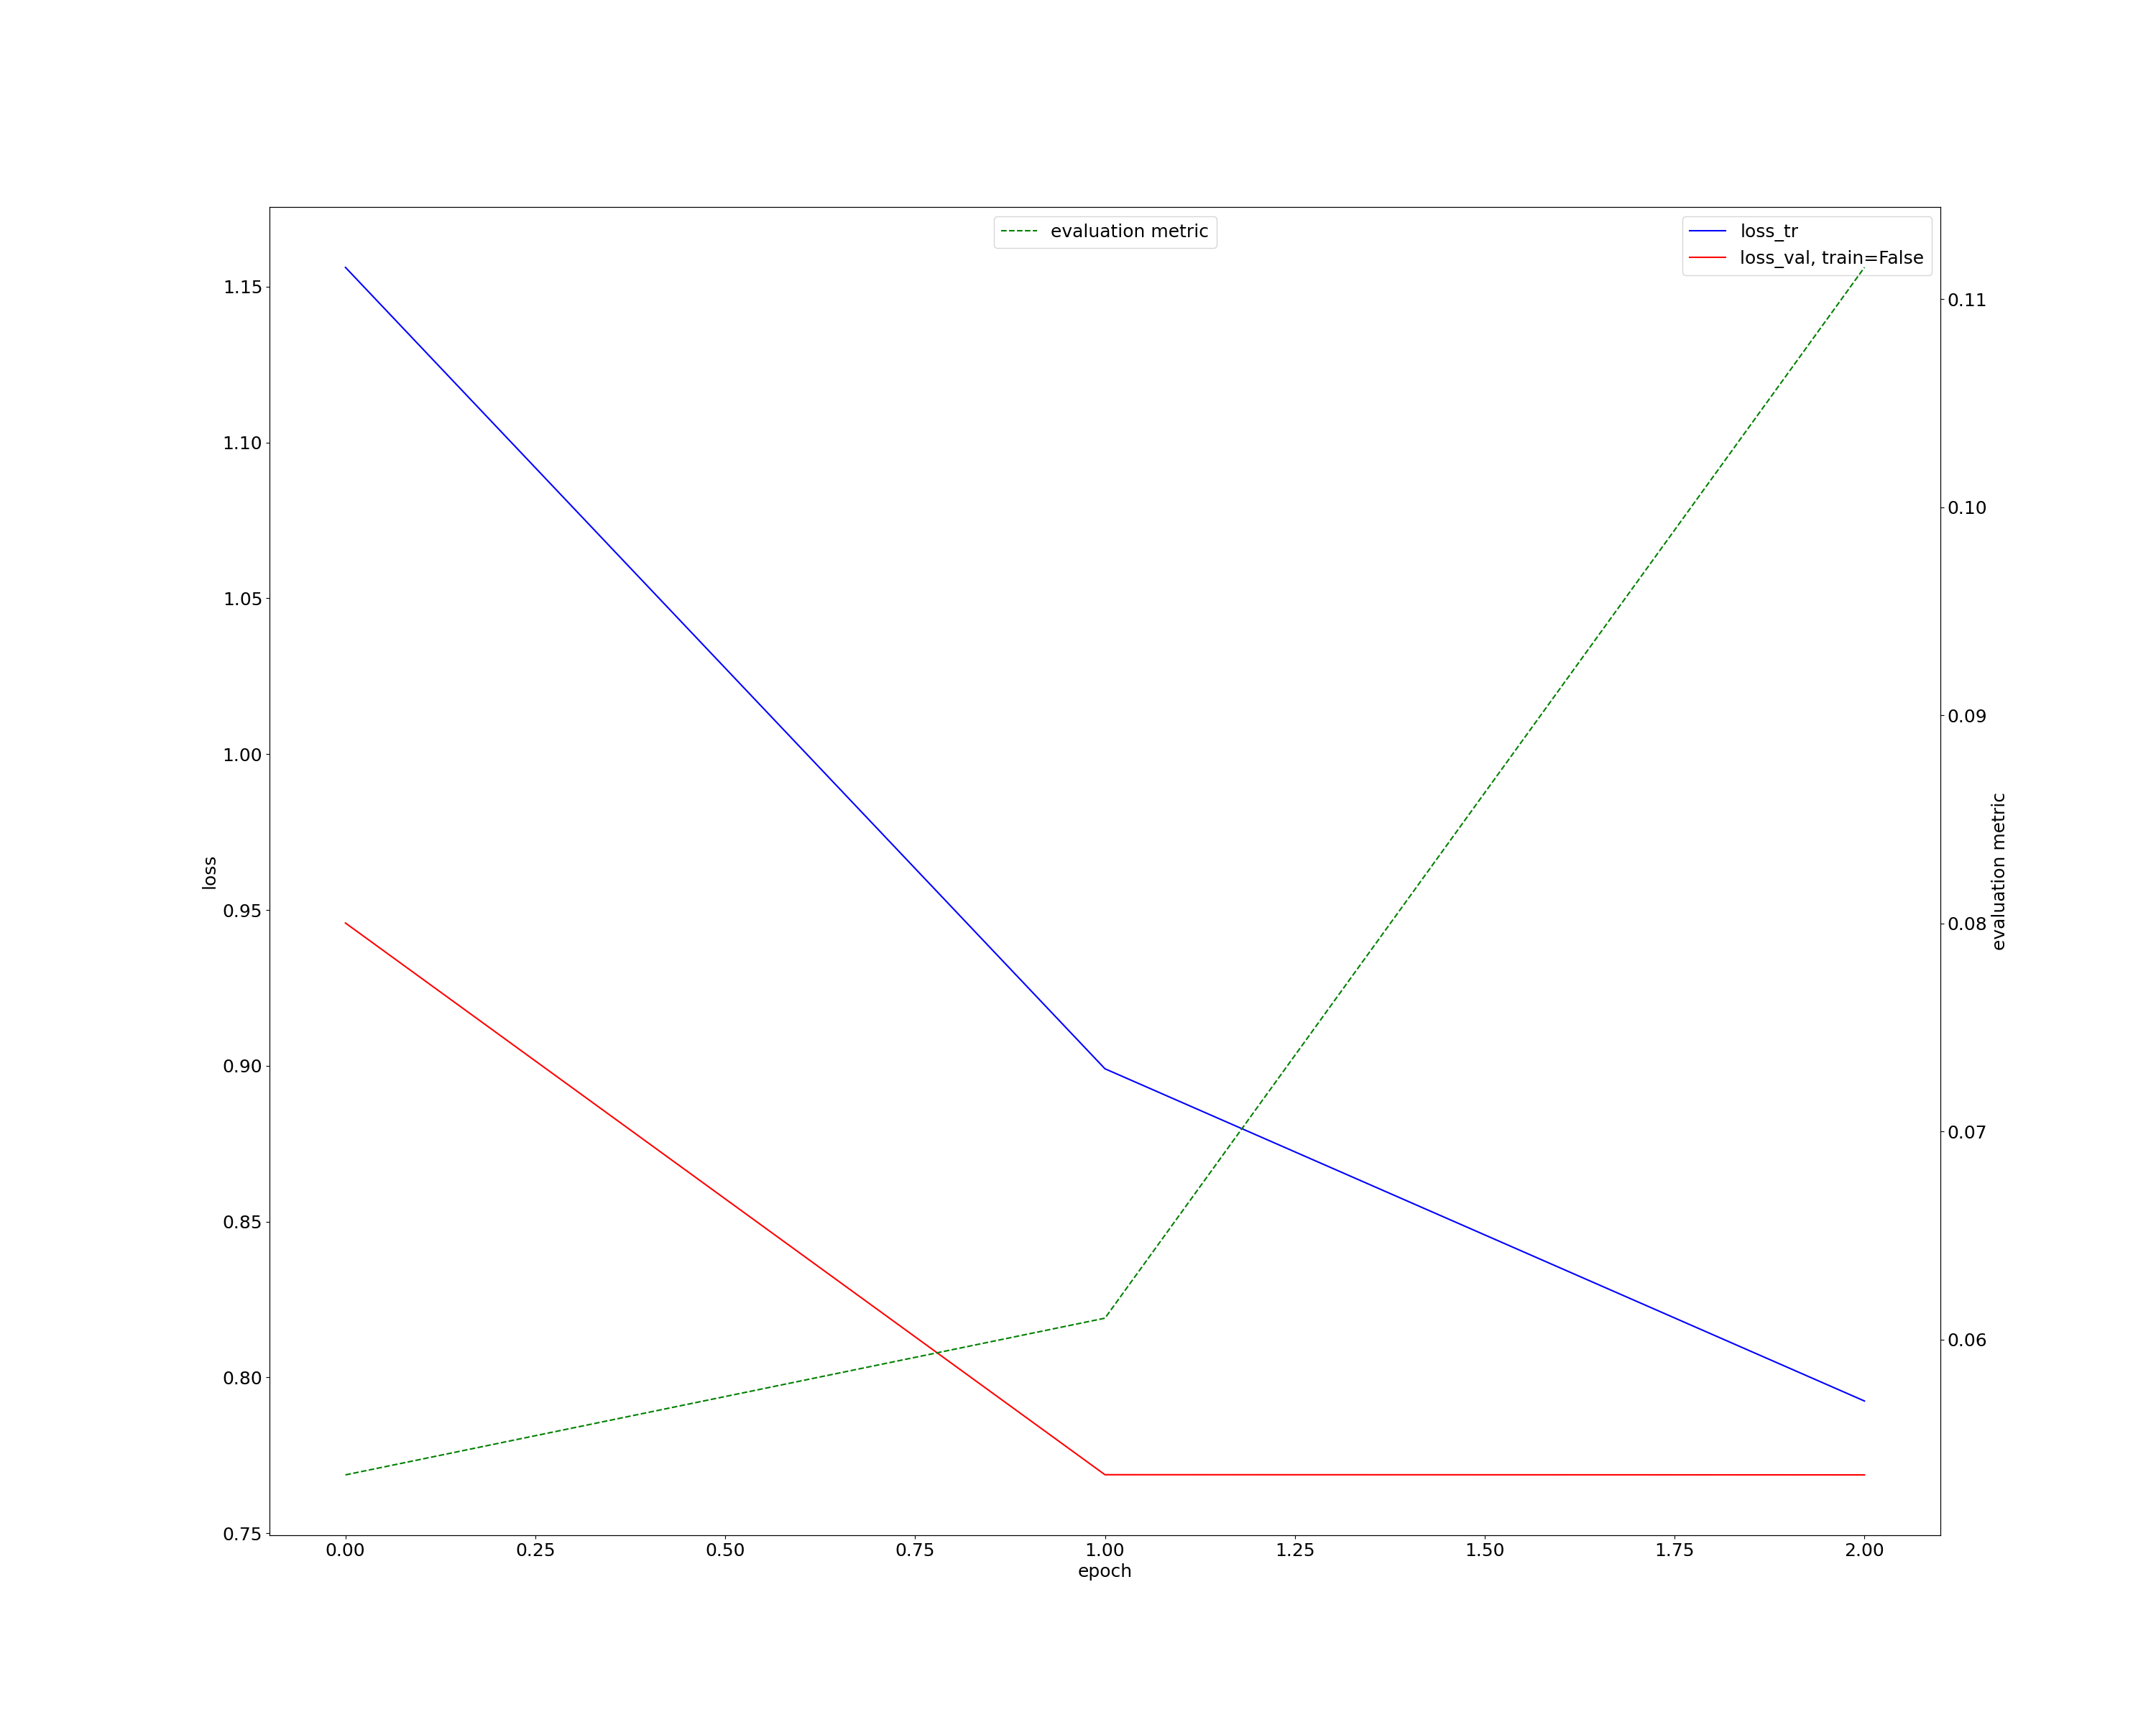 evaluation metric
loss_tr
loss_val, train=False
1.15
1.10
1.05
1.00
0.95
0.90
0.85
0.80
0.75
loss
0.11
0.10
0.09
0.08
0.07
0.06
evaluation metric
0.00 0.25 0.50 0.75 1.00 1.25 1.50 1.75 2.00
epoch